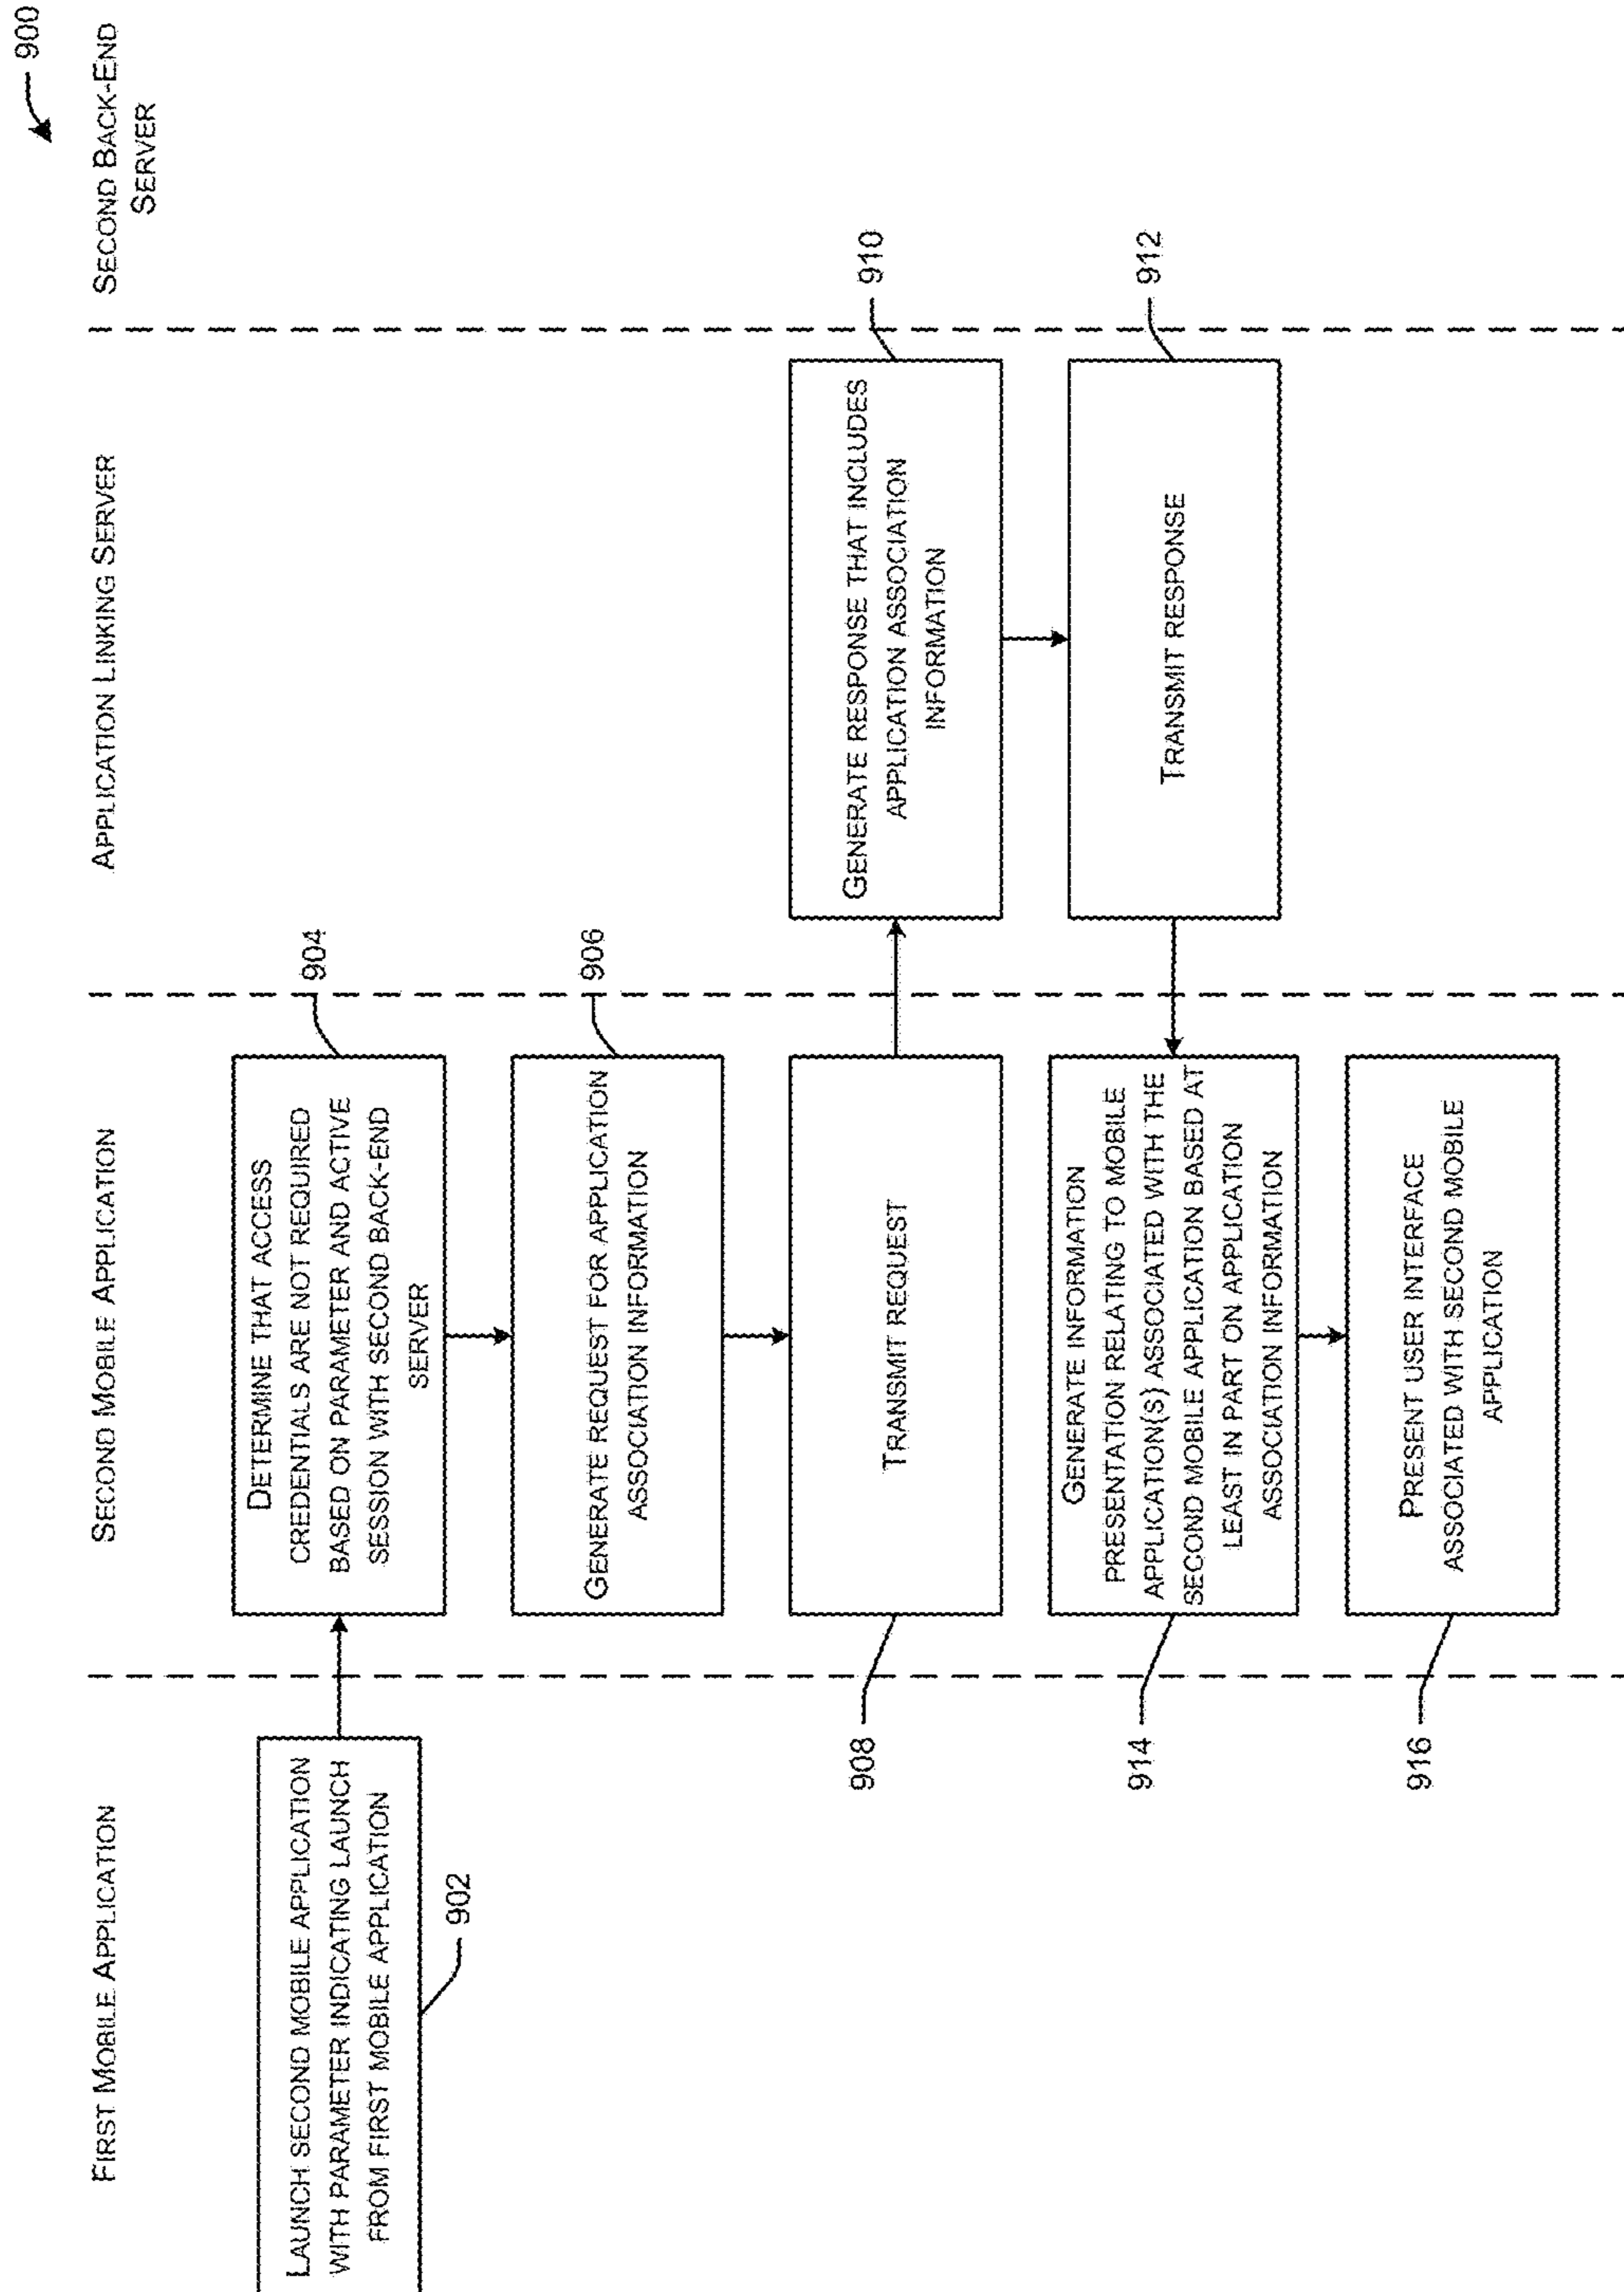 900
FIRST MOBILE APPLICATION
SECOND MOBILE APPLICATION
APPLICATION LINKING SERVER
SECOND BACK-END
SERVER
LAUNCH SECOND MOBILE APPLICATION
WITH PARAMETER INDICATING LAUNCH
FROM FIRST MOBILE APPLICATION
902
DETERMINE THAT ACCESS
CREDENTIALS ARE NOT REQUIRED
BASED ON PARAMETER AND ACTIVE
SESSION WITH SECOND BACK-END
SERVER
904
GENERATE REQUEST FOR APPLICATION
ASSOCIATION INFORMATION
906
TRANSMIT REQUEST
908
GENERATE RESPONSE THAT INCLUDES
APPLICATION ASSOCIATION
INFORMATION
910
TRANSMIT RESPONSE
912
GENERATE INFORMATION
PRESENTATION RELATING TO MOBILE
APPLICATION(S) ASSOCIATED WITH THE
SECOND MOBILE APPLICATION BASED AT
LEAST IN PART ON APPLICATION
ASSOCIATION INFORMATION
914
PRESENT USER INTERFACE
ASSOCIATED WITH SECOND MOBILE
APPLICATION
916